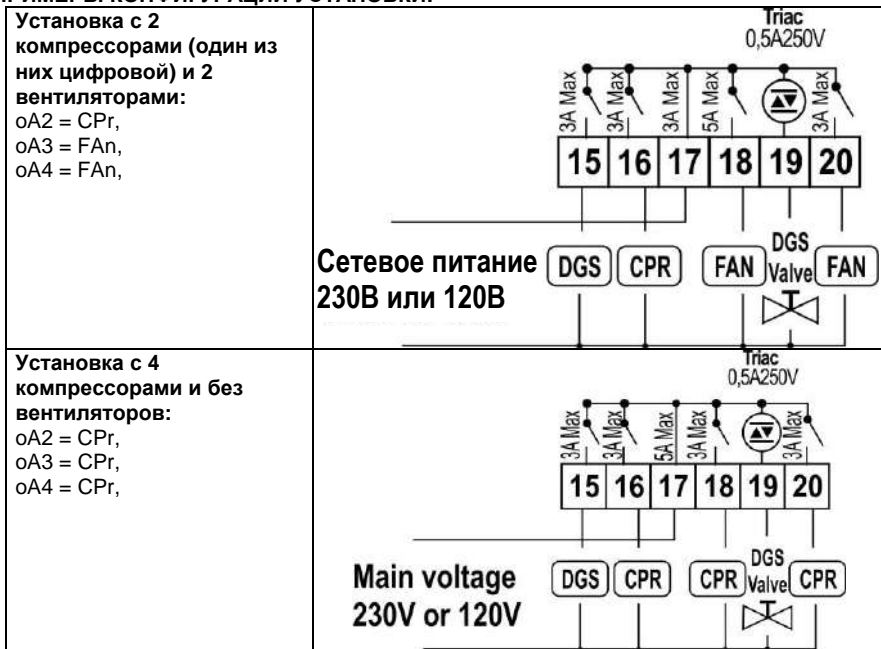 Установка с 2
компрессорами (один из
них цифровой) и 2
вентиляторами:
oA2 = CPr,
oA3 = FAn,
oA4 = FAn,
Triac
0,5A250V
3A Max
3A Max
3A Max
5A Max
3A Max
15 16 17 18 19 20
Сетевое питание
230В или 120В
DGS CPR FAN DGS Valve FAN
Установка с 4
компрессорами и без
вентиляторов:
oA2 = CPr,
oA3 = CPr,
oA4 = CPr,
Triac
0,5A250V
3A Max
3A Max
5A Max
3A Max
3A Max
15 16 17 18 19 20
Main voltage
230V or 120V
DGS CPR CPR DGS Valve CPR